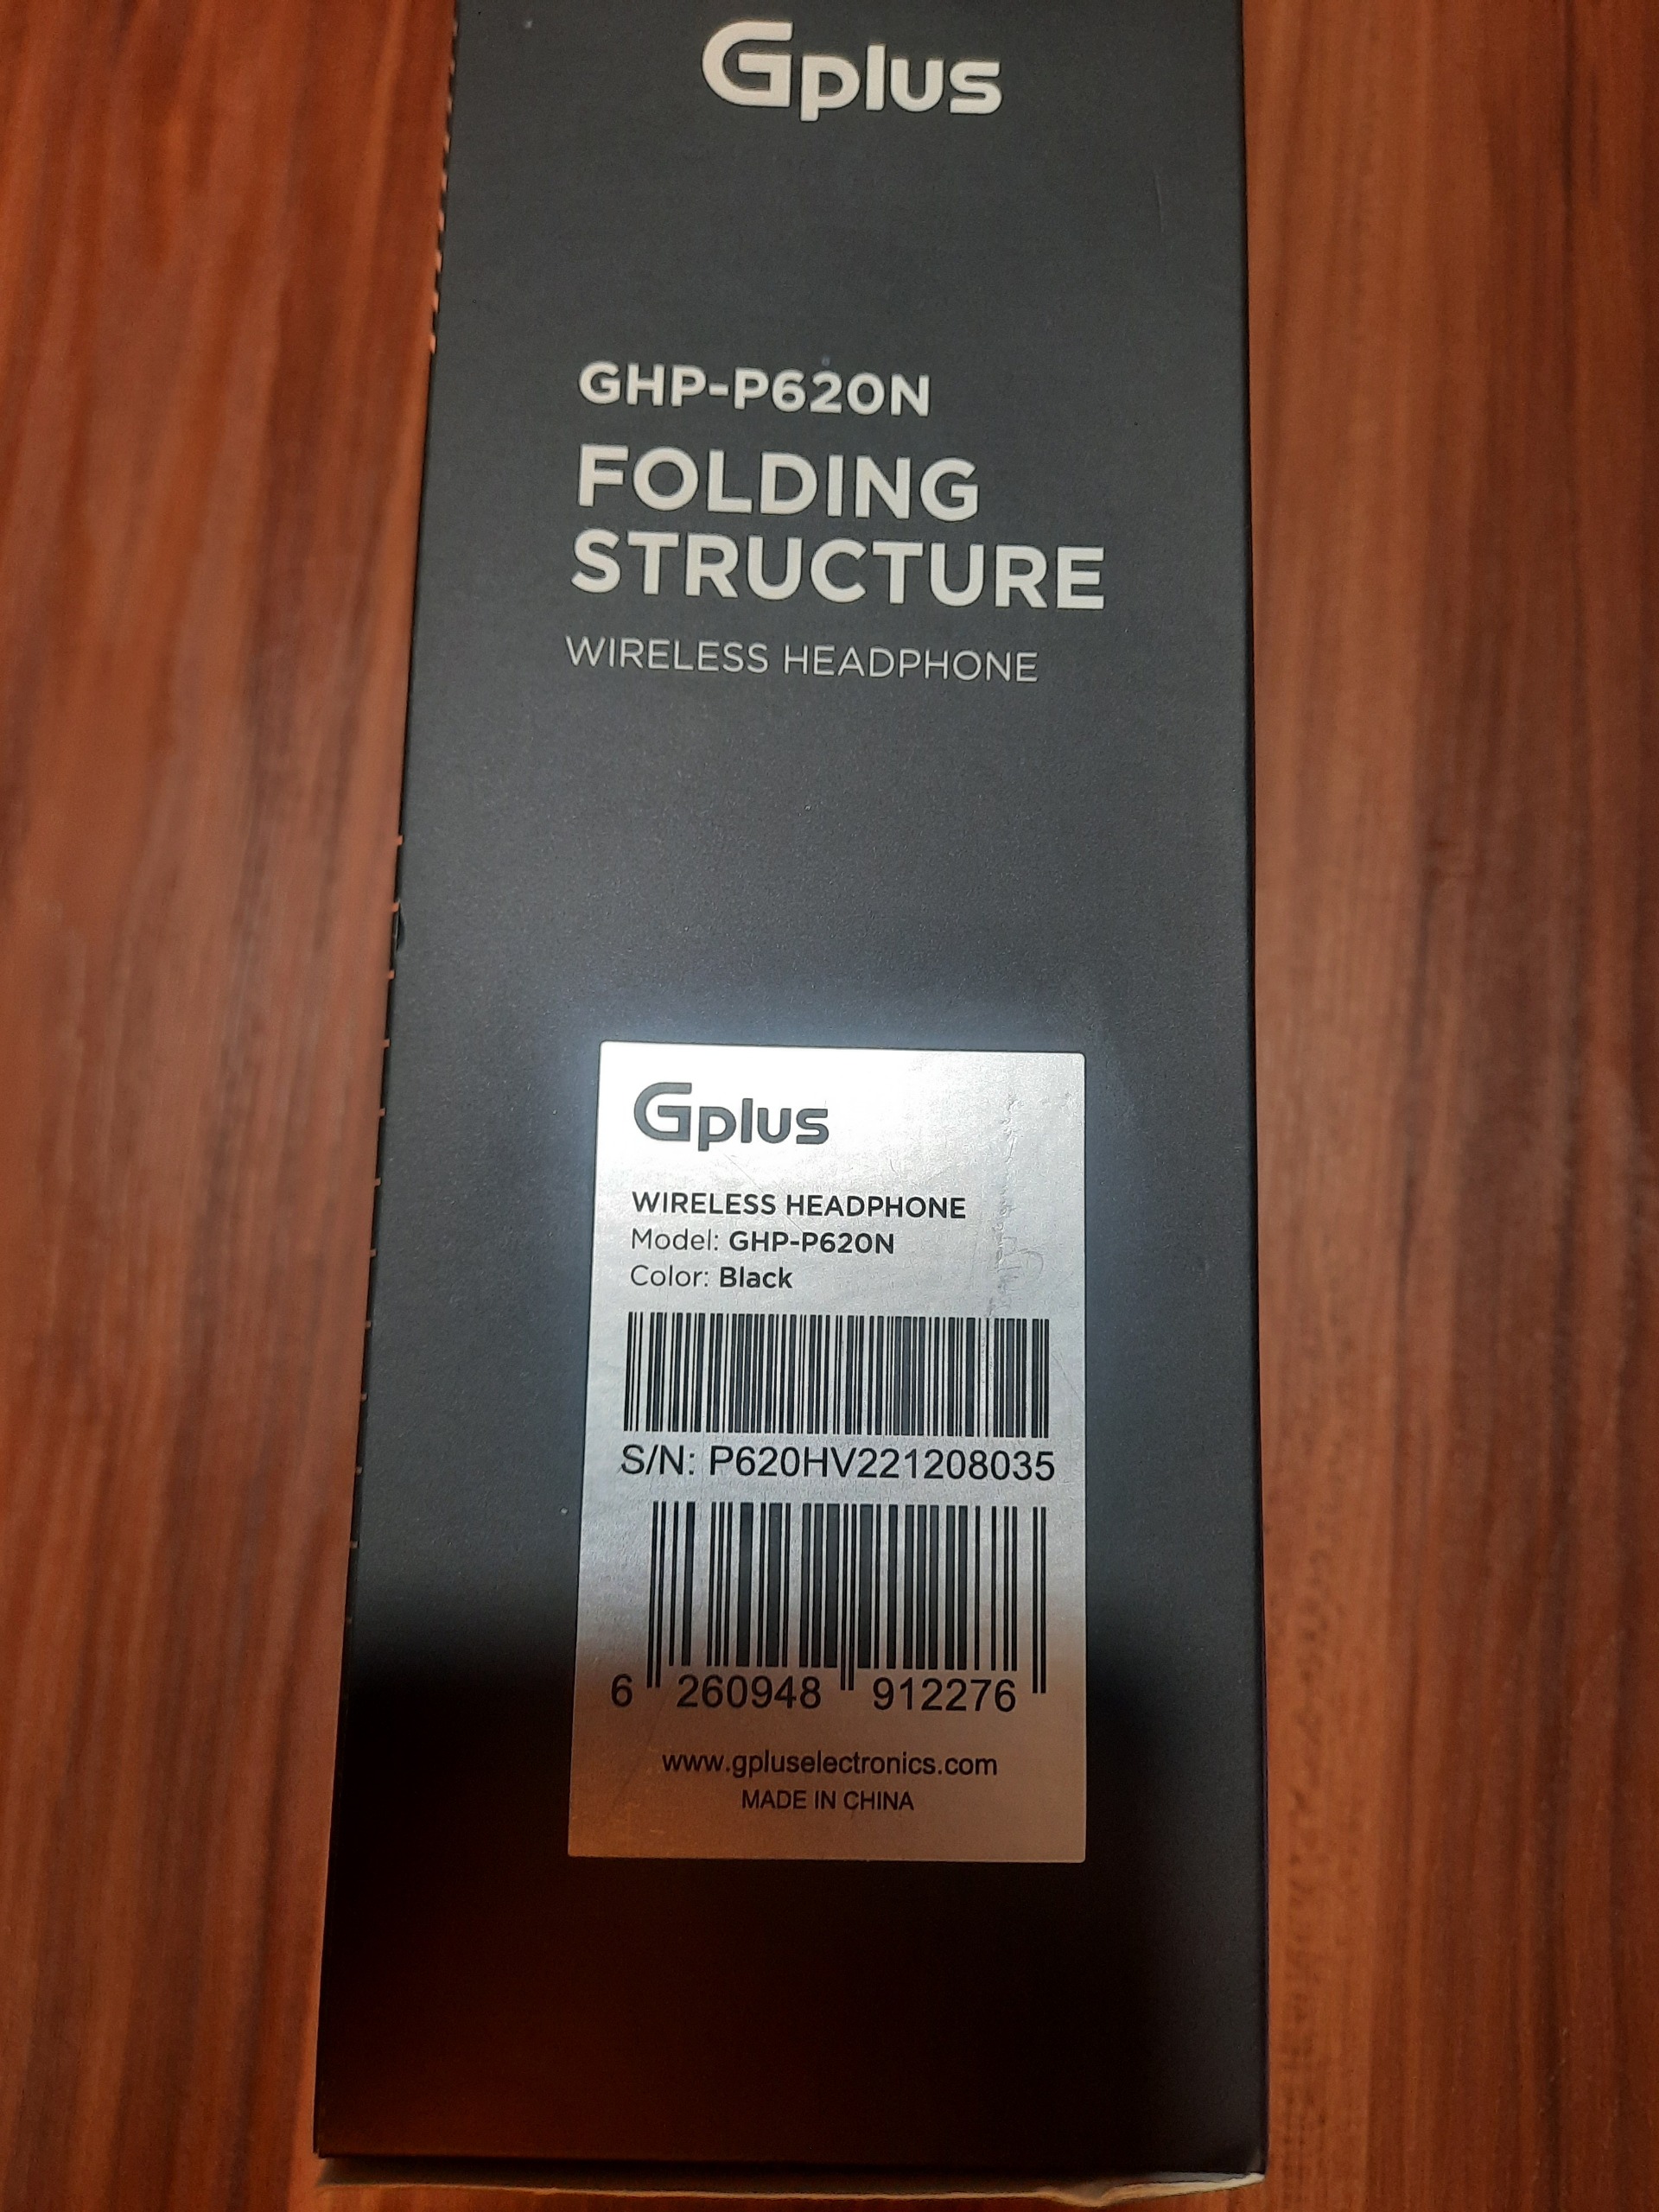 Gplus
GHP-P620N
FOLDING
STRUCTURE
WIRELESS HEADPHONE
Gplus
WIRELESS HEADPHONE
Model: GHP-P620N
Color: Black
S/N: P620HV221208035
6 260948 912276
www.gpluselectronics.com
MADE IN CHINA